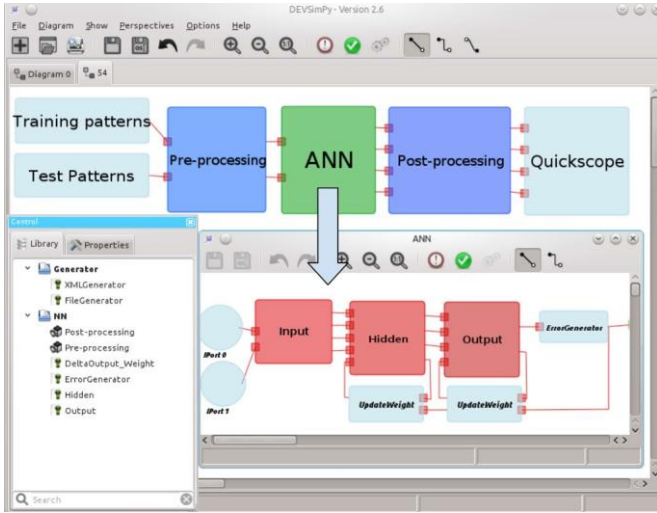 DEVSimPy - Version 2.6
File Diagram Show Perspectives Options Help
Diagram 0
54
Training patterns
Test Patterns
Pre-processing
ANN
Post-processing
Quickscope
Control
Library
Properties
Generator
XMLGenerator
FileGenerator
NN
Post-processing
Pre-processing
DeltaOutput_Weight
ErrorGenerator
Hidden
Output
Search
ANN
IPort 0
IPort 1
Input
Hidden
Output
ErrorGenerator
UpdateWeight
UpdateWeight